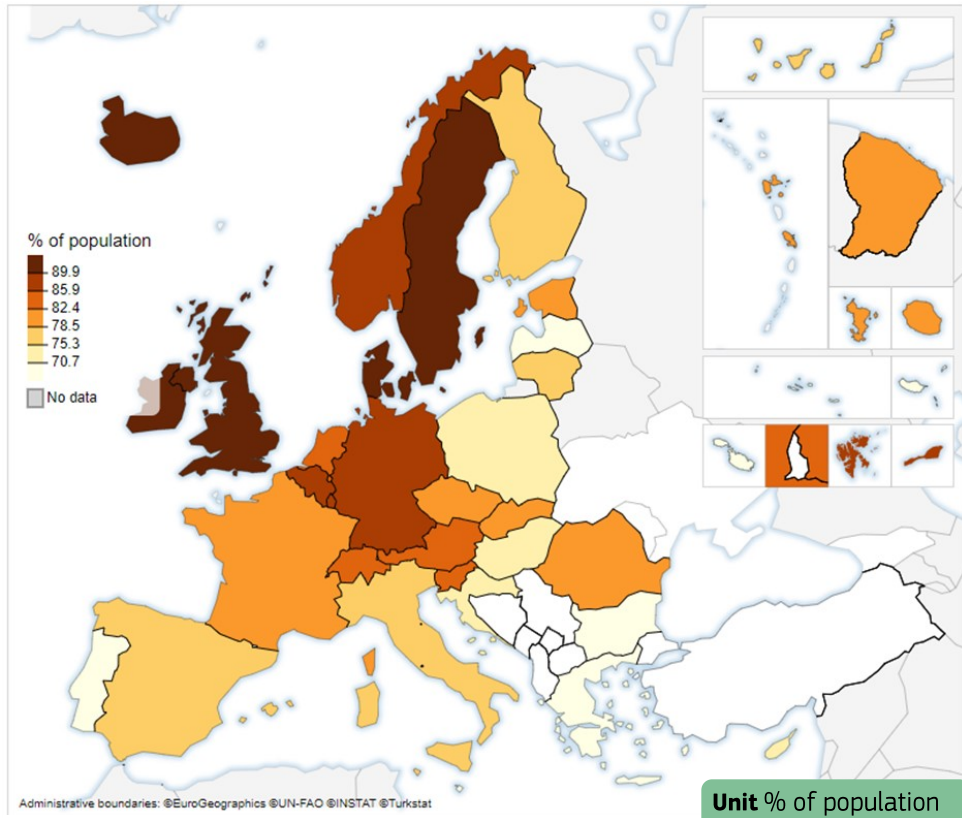 % of population
89.9
85.9
82.4
78.5
75.3
70.7
No data
Administrative boundaries: ©EuroGeographics ©UN-FAO ©INSTAT ©Turkstat
Unit % of population